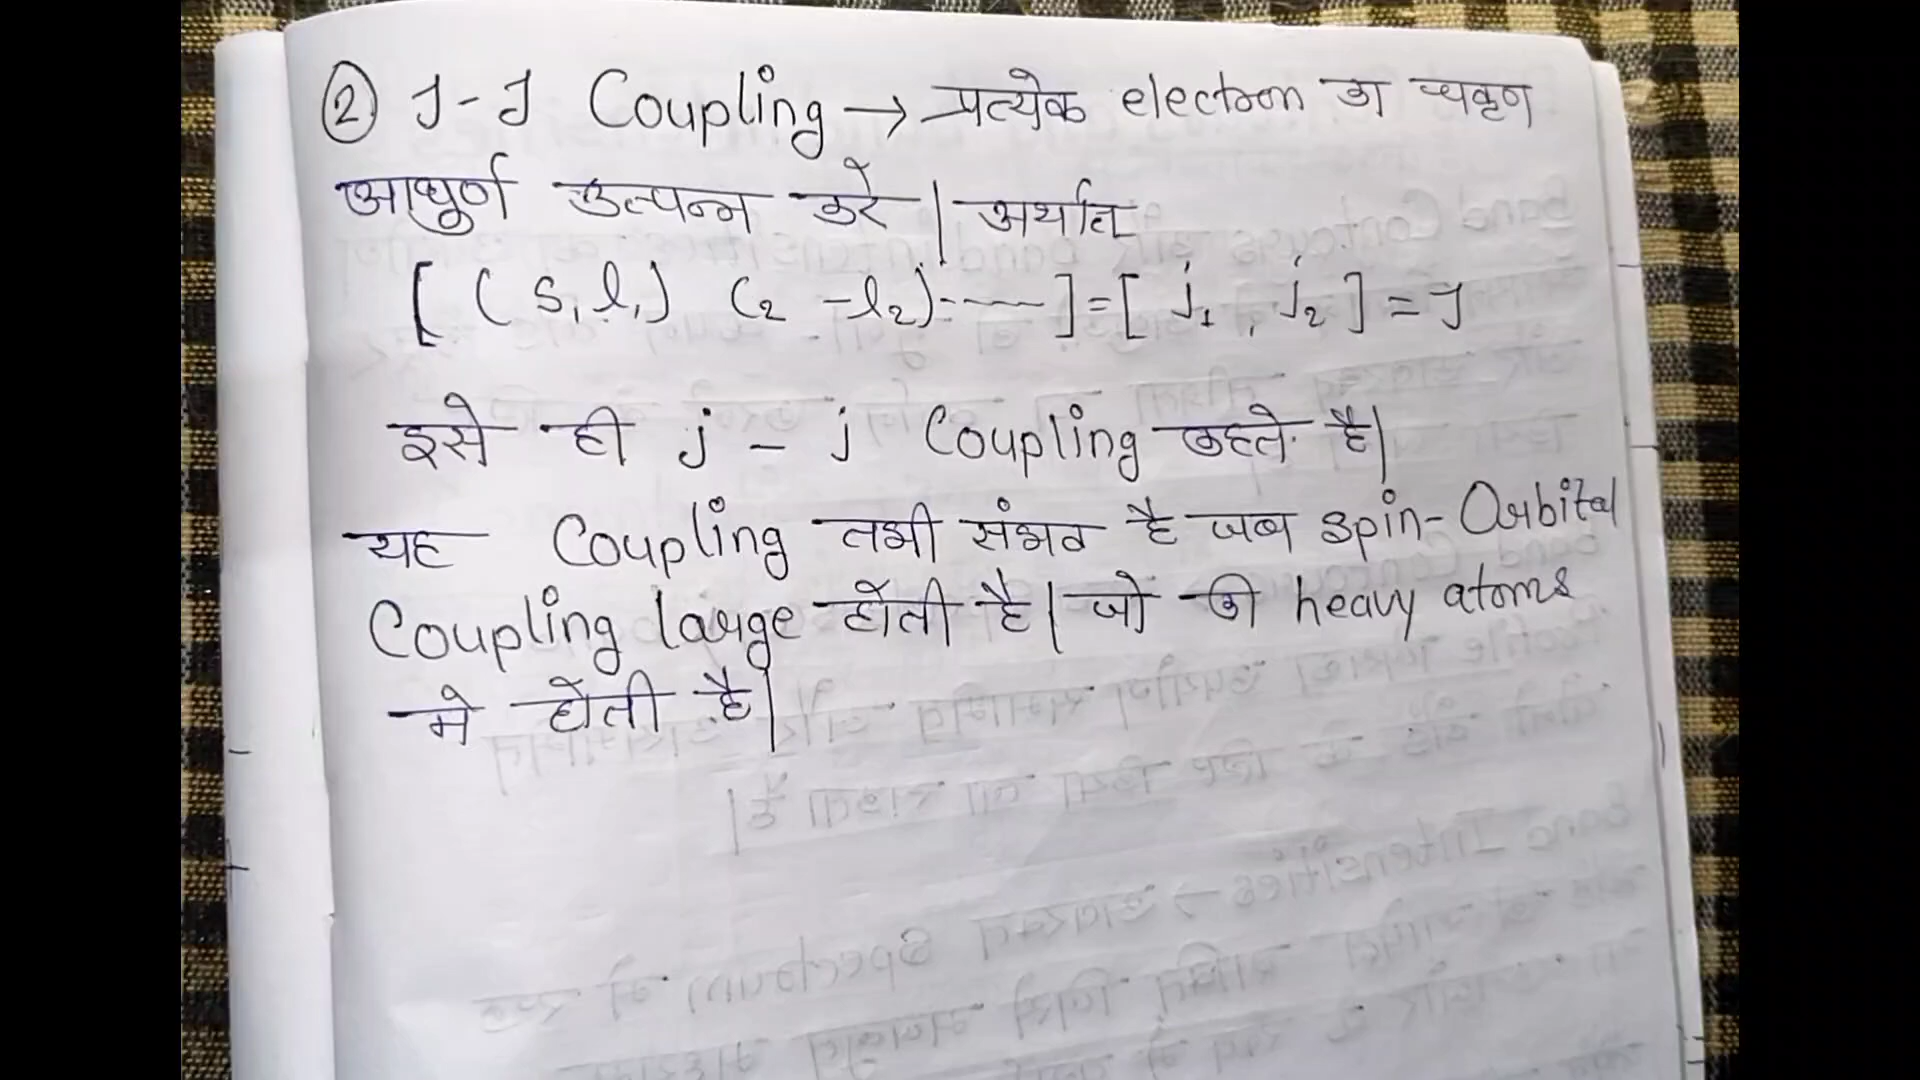 ② J-J Coupling → प्रत्येक electron का चक्रण
आघुर्ण उत्पन्न करे | अर्थात
[ ( s₁ l₁) (₂ -l₂)----- ] = [ j₁ , j₂ ] = J
इसे ही j - j Coupling कहते है|
यह Coupling तभी संभव है जब spin-Orbital
Coupling large होती है| जो की heavy atoms
मे होती है|